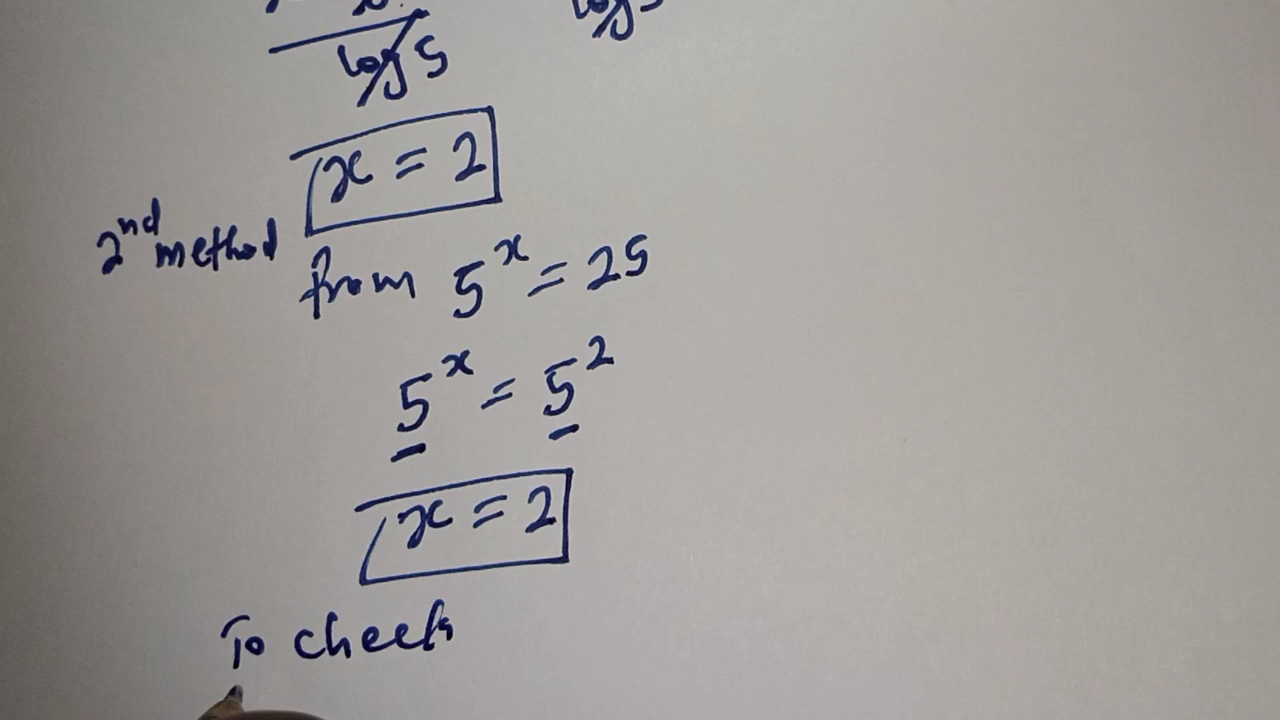 log 5
x = 2
2nd method from 5^x = 25
5^x = 5^2
x = 2
To check